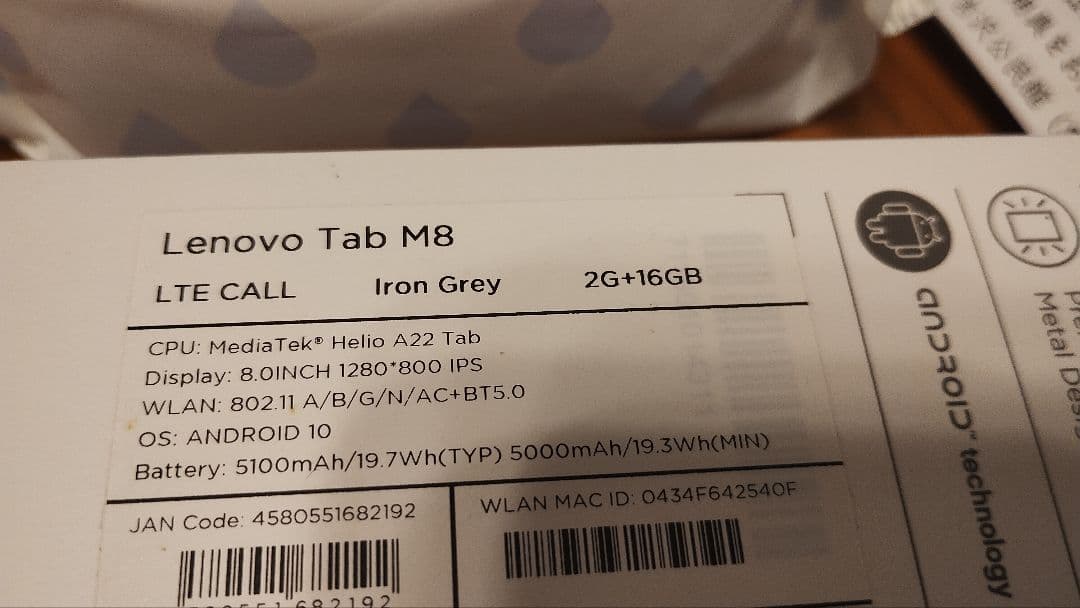 Lenovo Tab M8
LTE CALL Iron Grey 2G+16GB
CPU: MediaTek® Helio A22 Tab
Display: 8.0INCH 1280*800 IPS
WLAN: 802.11 A/B/G/N/AC+BT5.0
OS: ANDROID 10
Battery: 5100mAh/19.7Wh(TYP) 5000mAh/19.3Wh(MIN)
JAN Code: 4580551682192
WLAN MAC ID: 0434F642540F
682192
android™ technology
Metal